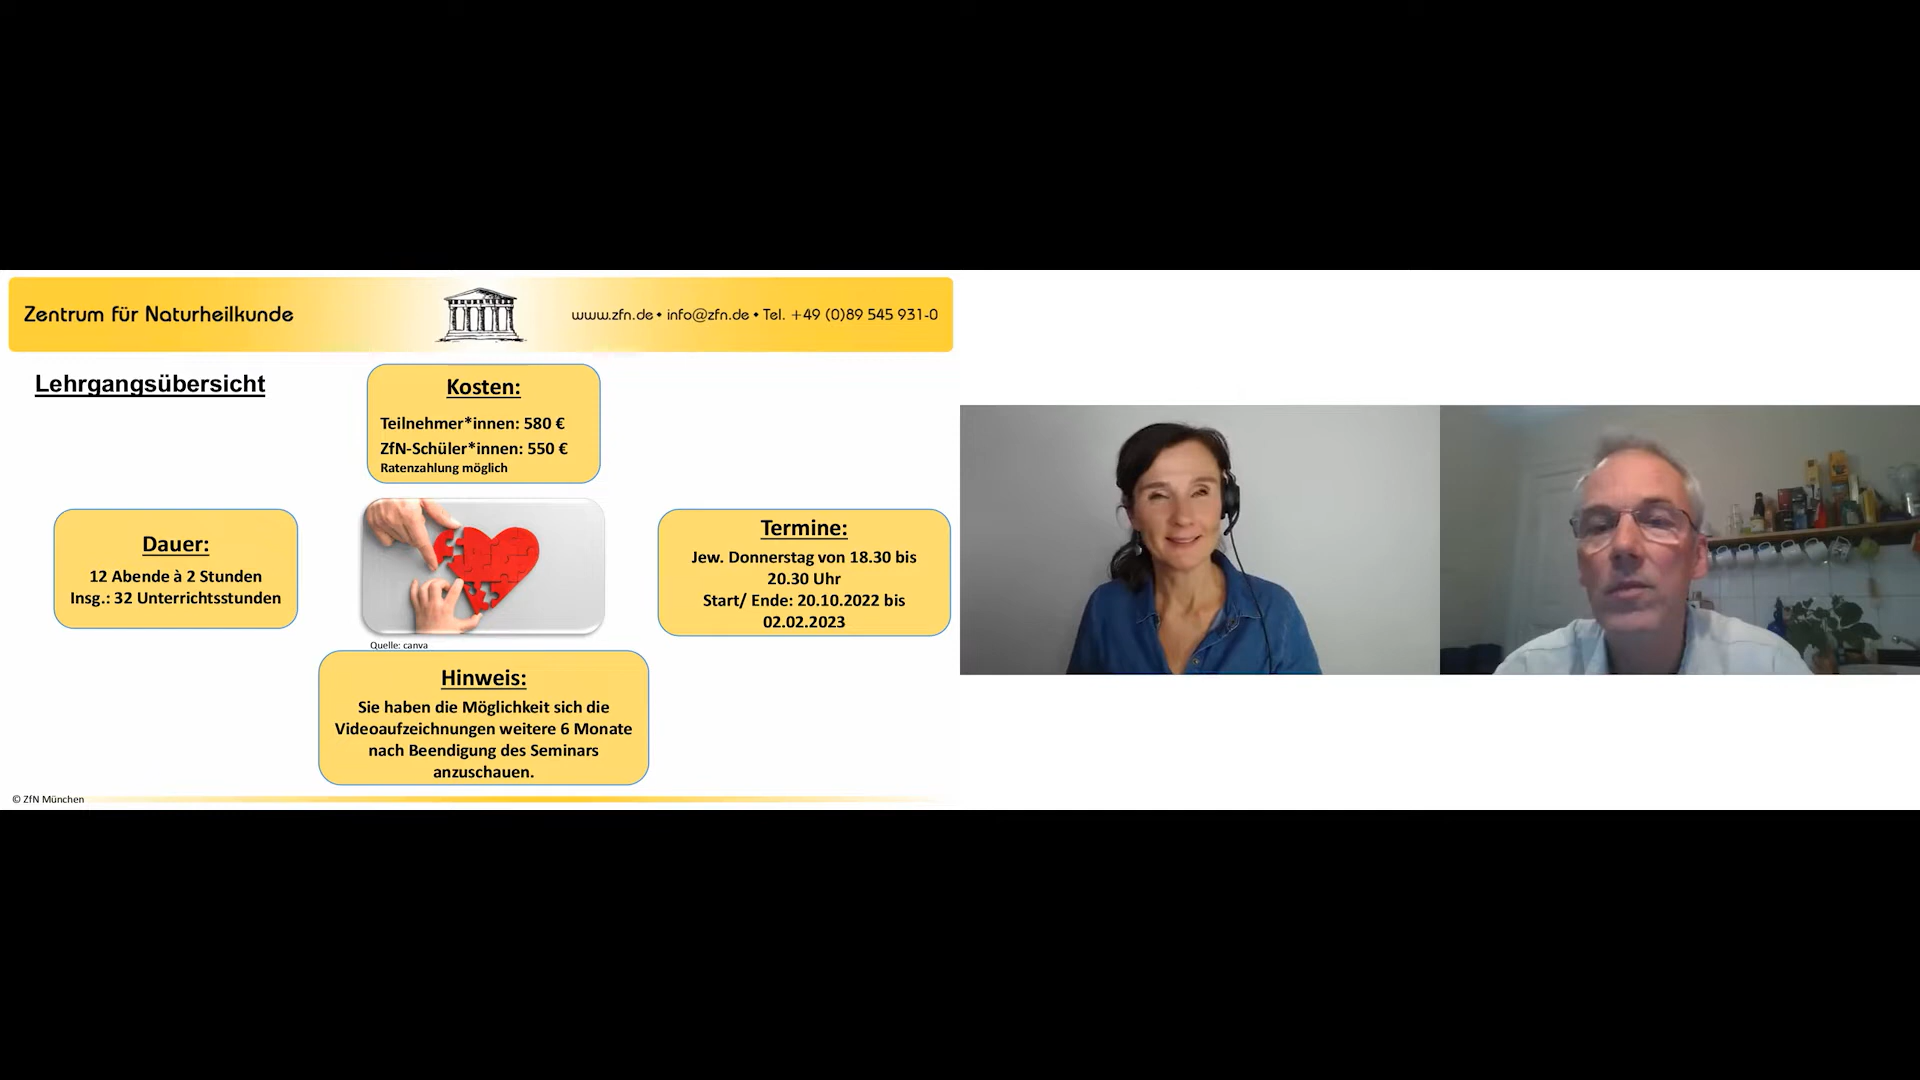 Zentrum für Naturheilkunde
www.zfn.de • info@zfn.de • Tel. +49 (0)89 545 931-0
Lehrgangsübersicht
Kosten:
Teilnehmer*innen: 580 €
ZfN-Schüler*innen: 550 €
Ratenzahlung möglich
Dauer:
12 Abende à 2 Stunden
Insg.: 32 Unterrichtsstunden
Termine:
Jew. Donnerstag von 18.30 bis
20.30 Uhr
Start/ Ende: 20.10.2022 bis
02.02.2023
Quelle: canva
Hinweis:
Sie haben die Möglichkeit sich die
Videoaufzeichnungen weitere 6 Monate
nach Beendigung des Seminars
anzuschauen.
© ZfN München